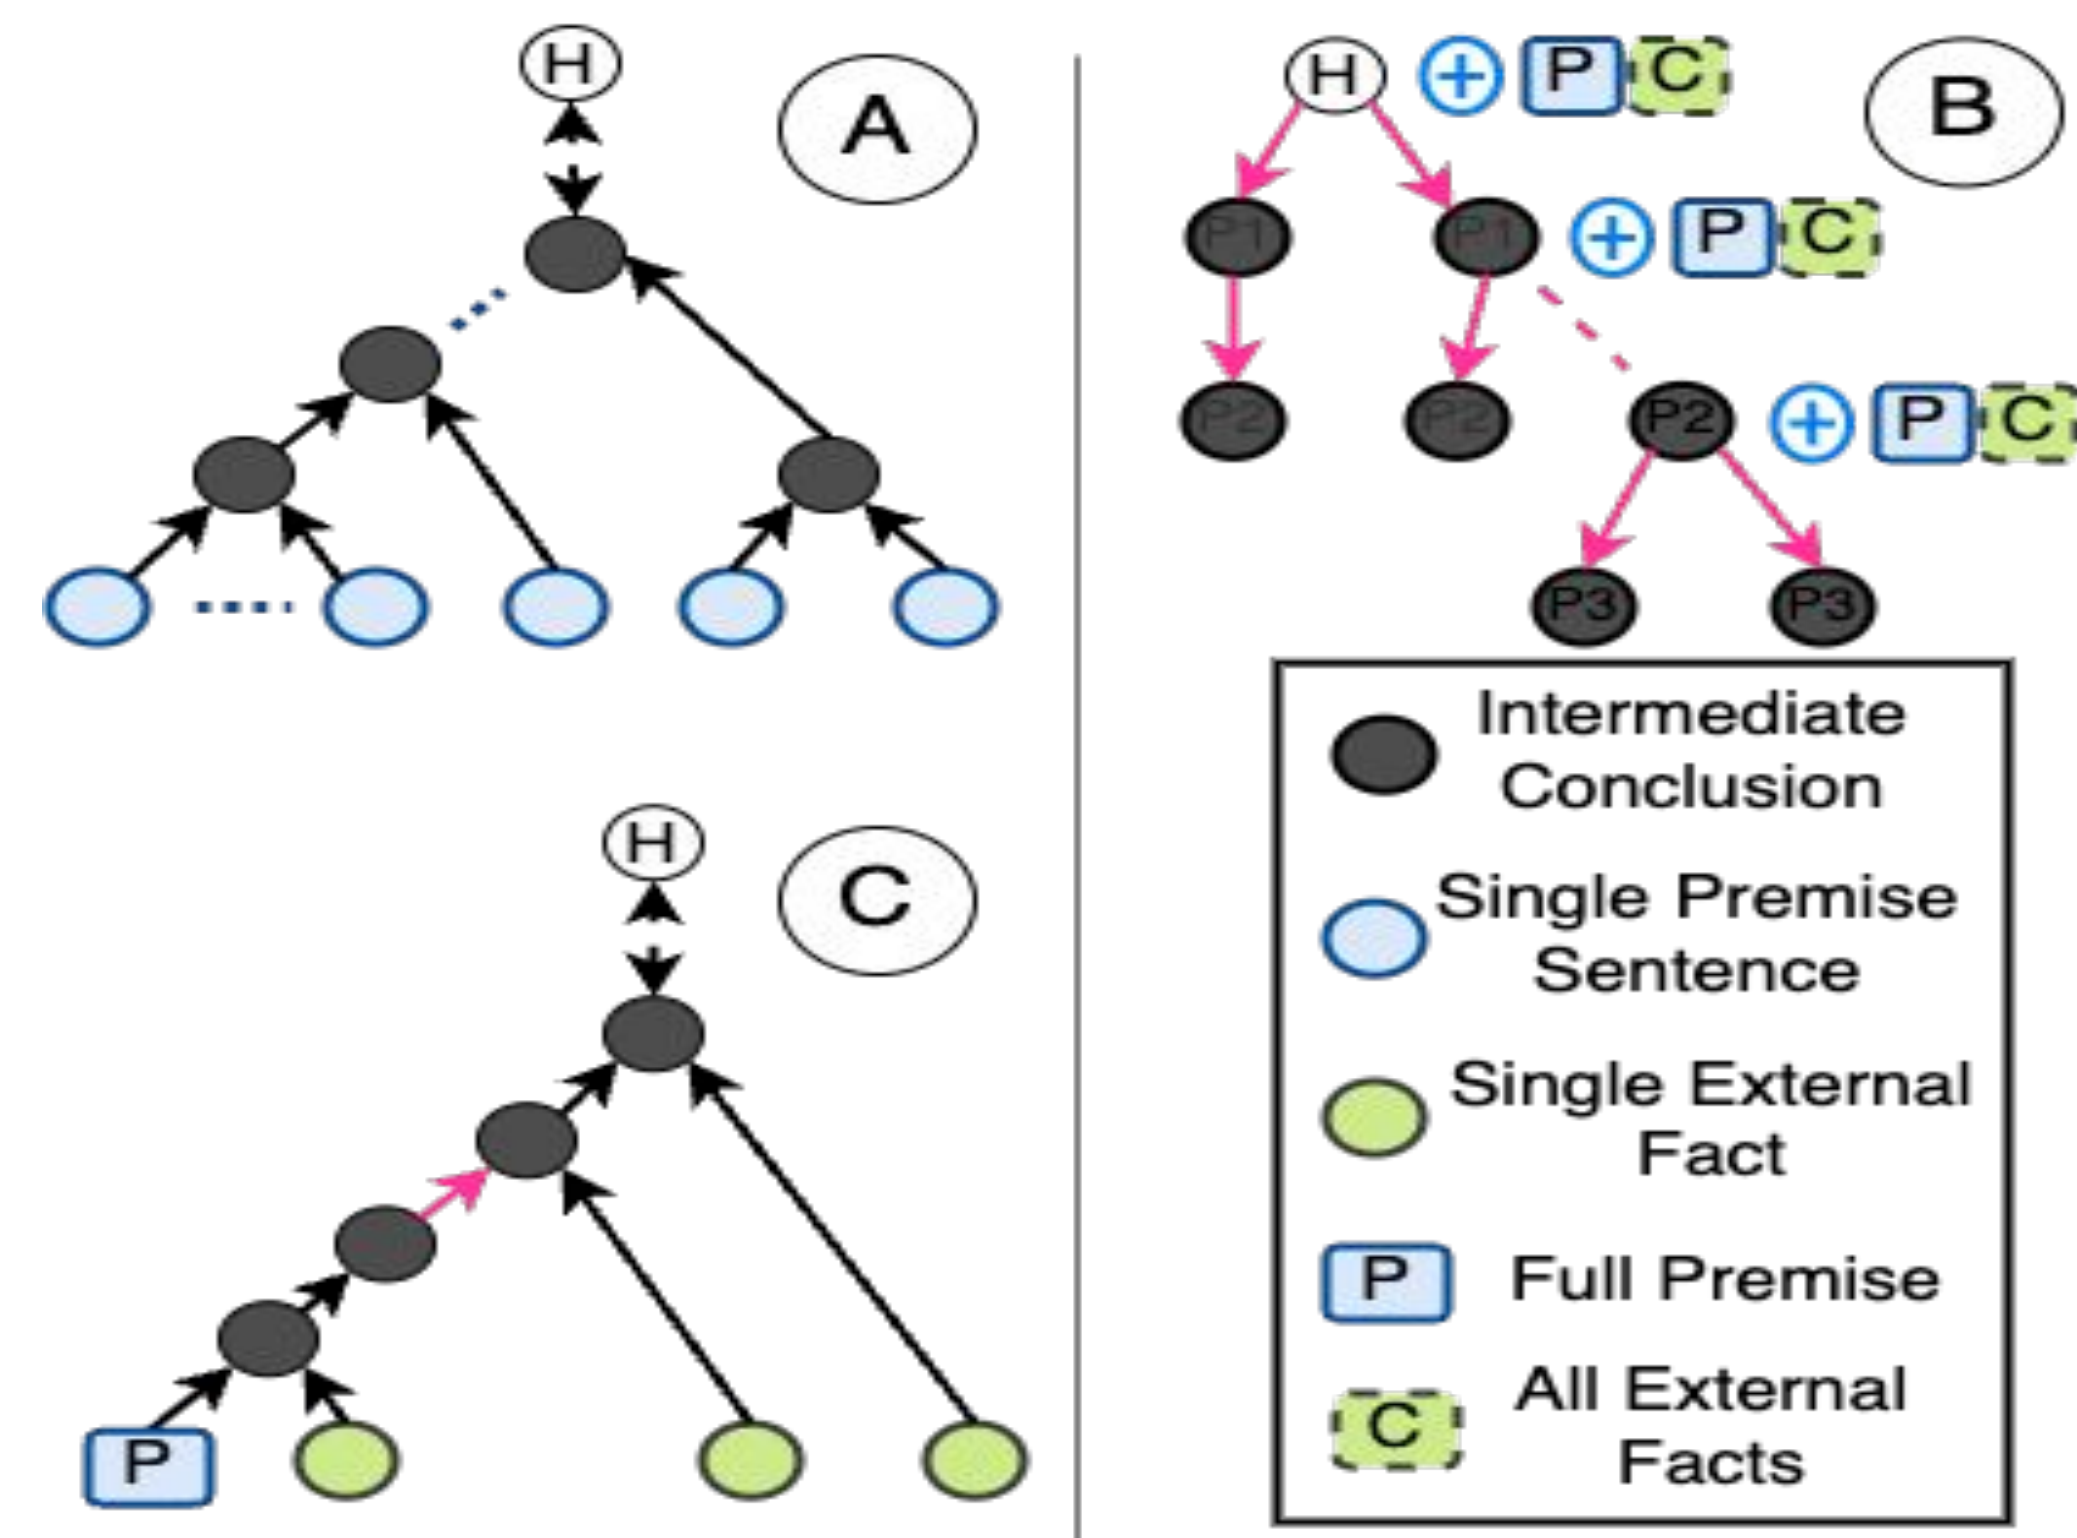 H
A
H + P C
B
P1 P1 + P C
P2 P2 P2 + P C
P3 P3
Intermediate
Conclusion
Single Premise
Sentence
Single External
Fact
P Full Premise
C All External
Facts
H
C
P